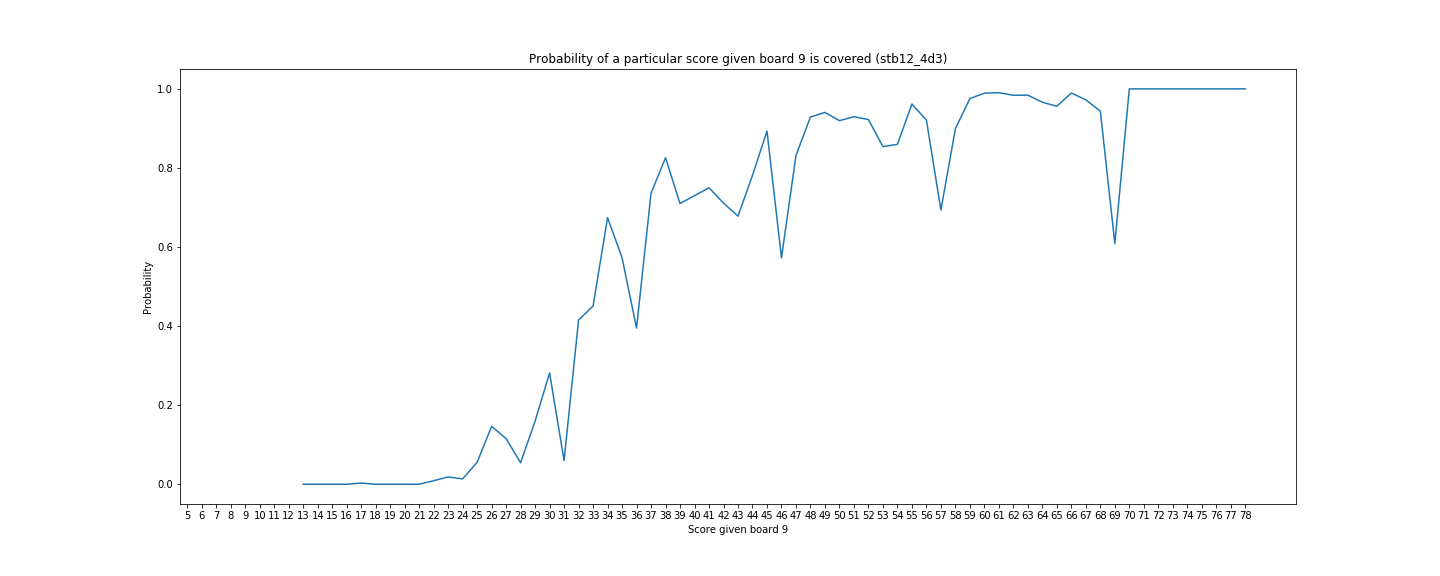 Probability of a particular score given board 9 is covered (stb12_4d3)
1.0
0.8
0.6
0.4
0.2
0.0
Probability
5 6 7 8 9 10 11 12 13 14 15 16 17 18 19 20 21 22 23 24 25 26 27 28 29 30 31 32 33 34 35 36 37 38 39 40 41 42 43 44 45 46 47 48 49 50 51 52 53 54 55 56 57 58 59 60 61 62 63 64 65 66 67 68 69 70 71 72 73 74 75 76 77 78
Score given board 9